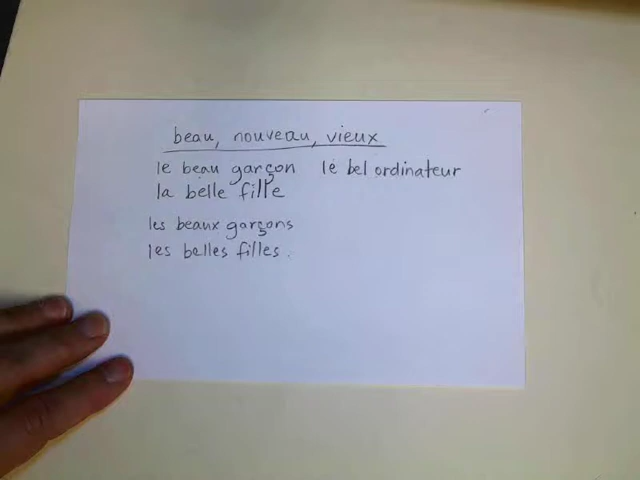 beau, nouveau, vieux
le beau garçon le bel ordinateur
la belle fille
les beaux garçons
les belles filles.